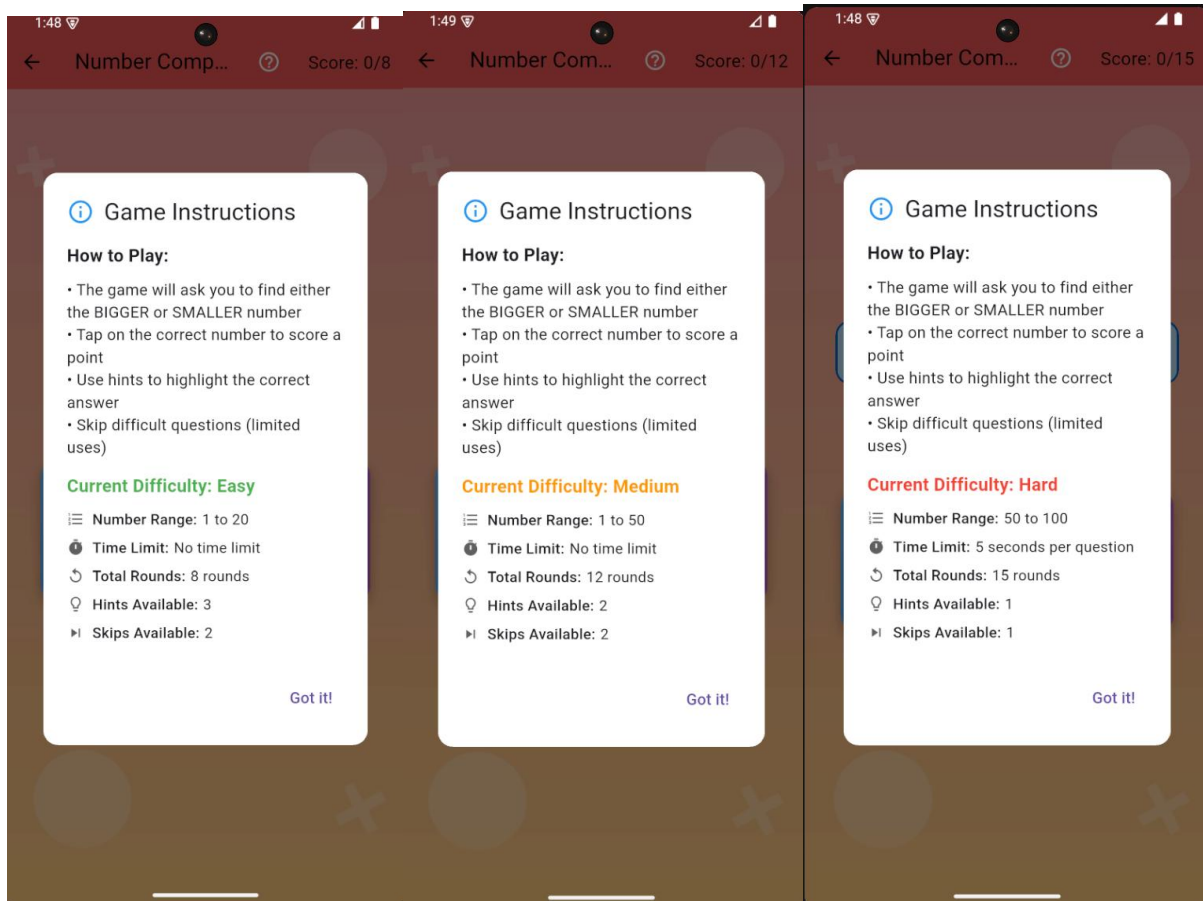 1:48
Number Comp...
Score: 0/8
Game Instructions
How to Play:
• The game will ask you to find either
the BIGGER or SMALLER number
• Tap on the correct number to score a
point
• Use hints to highlight the correct
answer
• Skip difficult questions (limited
uses)
Current Difficulty: Easy
Number Range: 1 to 20
Time Limit: No time limit
Total Rounds: 8 rounds
Hints Available: 3
Skips Available: 2
Got it!
1:49
Number Com...
Score: 0/12
Game Instructions
How to Play:
• The game will ask you to find either
the BIGGER or SMALLER number
• Tap on the correct number to score a
point
• Use hints to highlight the correct
answer
• Skip difficult questions (limited
uses)
Current Difficulty: Medium
Number Range: 1 to 50
Time Limit: No time limit
Total Rounds: 12 rounds
Hints Available: 2
Skips Available: 2
Got it!
1:48
Number Com...
Score: 0/15
Game Instructions
How to Play:
• The game will ask you to find either
the BIGGER or SMALLER number
• Tap on the correct number to score a
point
• Use hints to highlight the correct
answer
• Skip difficult questions (limited
uses)
Current Difficulty: Hard
Number Range: 50 to 100
Time Limit: 5 seconds per question
Total Rounds: 15 rounds
Hints Available: 1
Skips Available: 1
Got it!